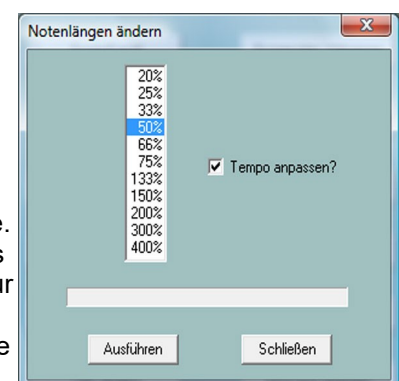 Notenlängen ändern
20%
25%
33%
50%
66%
75%
133%
150%
200%
300%
400%
Tempo anpassen?
Ausführen
Schließen